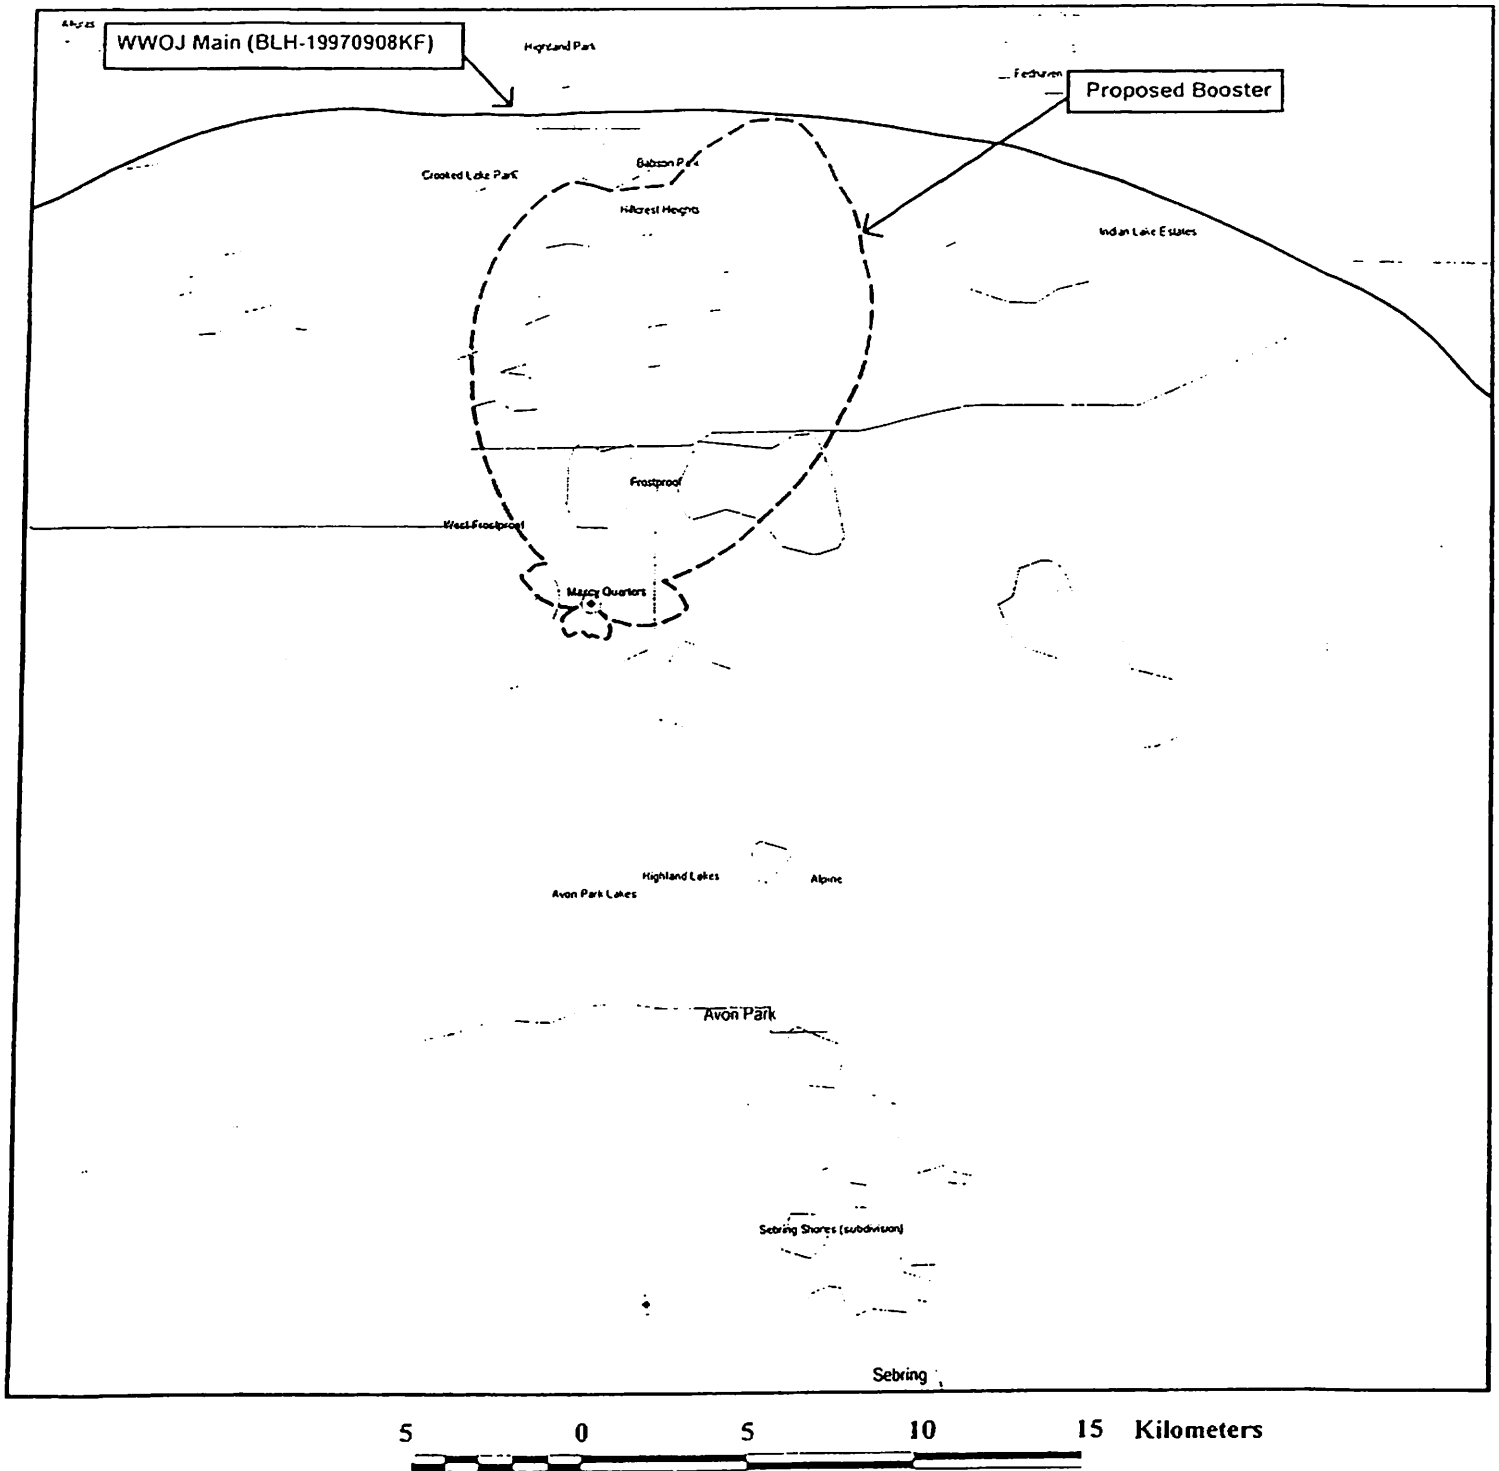 WWOJ Main (BLH-19970908KF)
Highland Park
Fedhaven
Proposed Booster
Babson Park
Crooked Lake Park
Hillcrest Heights
Indian Lake Estates
Frostproof
West Frostproof
Maxcy Quarters
Highland Lakes
Alpine
Avon Park Lakes
Avon Park
Sebring Shores (subdivision)
Sebring
5 0 5 10 15 Kilometers